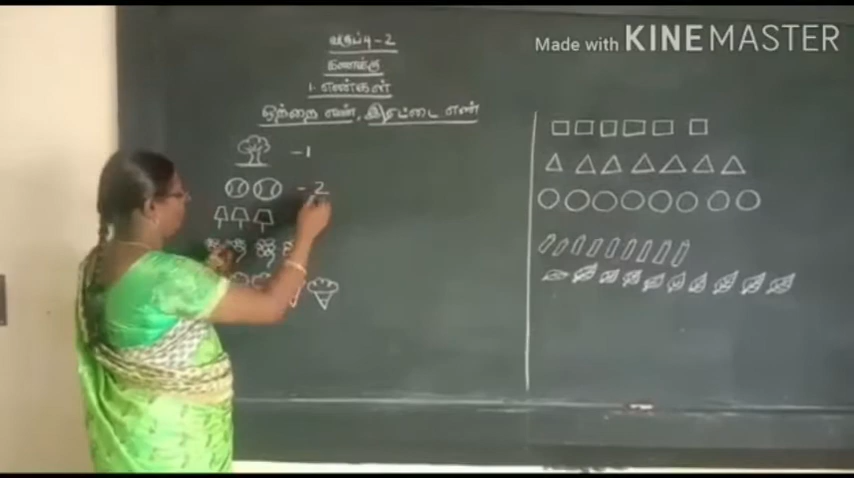 Made with KINEMASTER
வகுப்பு - 2
கணக்கு
1. எண்கள்
ஒற்றை எண், இரட்டை எண்
- 1
- 2